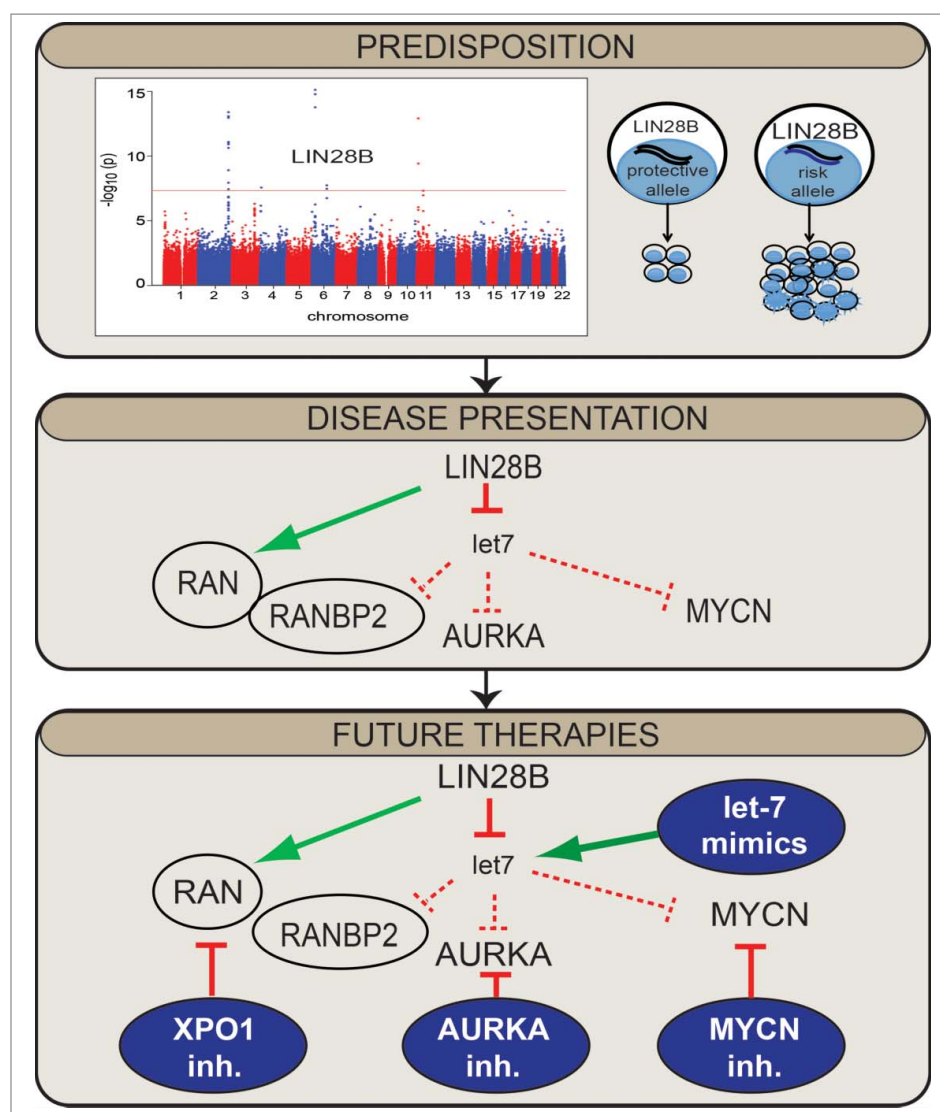 PREDISPOSITION
15
10
5
0
-log10 (p)
LIN28B
1 2 3 4 5 6 7 8 9 10 11 13 15 17 19 22
chromosome
LIN28B
protective
allele
LIN28B
risk
allele
DISEASE PRESENTATION
LIN28B
let7
RAN
RANBP2
AURKA
MYCN
FUTURE THERAPIES
LIN28B
let-7
mimics
let7
RAN
RANBP2
AURKA
MYCN
XPO1
inh.
AURKA
inh.
MYCN
inh.